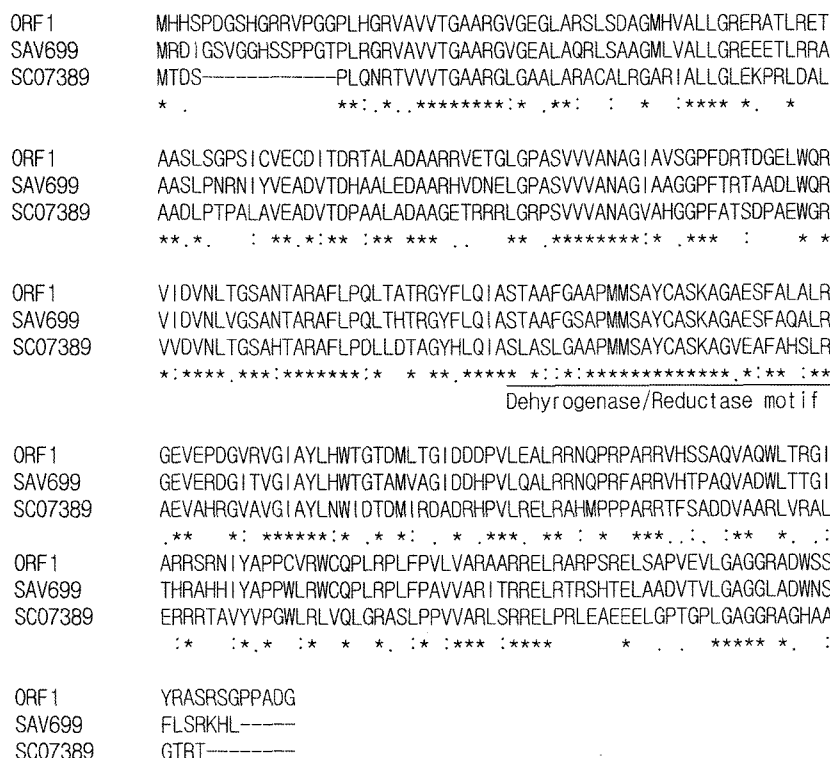 ORF1 MHHSPDGSHGRRVPGGPLHGRVAVVTGAARGVGEGLARSLSDAGMHVALLGRERATLRET
SAV699 MRDIGSVGGHSSPPGTPLRGRVAVVTGAARGVGEALAQRLSAAGMLVALLGREEETLRRA
SC07389 MTDS-------------PLQNRTVVVTGAARGLGAALARACALRGARIALLGLEKPRLDAL
* . **:.*..********:* .**: : * :**** *. *
ORF1 AASLSGPSICVECDITDRTALADAARRVETGLGPASVVVANAGIAVSGPFDRTDGELWQR
SAV699 AASLPNRNIYVEADVTDHAALEDAARHVDNELGPASVVVANAGIAAGGPFTRTAADLWQR
SC07389 AADLPTPALAVEADVTDPAALADAAGETRRRLGRPSVVVANAGVAHGGPFATSDPAEWGR
**.*. : **.*:** :** *** .. ** .********:* .*** : * *
ORF1 VIDVNLTGSANTARAFLPQLTATRGYFLQIASTAAFGAAPMMSAYCASKAGAESFALALR
SAV699 VIDVNLVGSANTARAFLPQLTHTRGYFLQIASTAAFGSAPMMSAYCASKAGAESFAQALR
SC07389 VVDVNLTGSAHTARAFLPDLLDTAGYHLQIASLASLGAAPMMSAYCASKAGVEAFAHSLR
*:****.***:*******:* * **.***** *::*:*************.*:** :**
Dehyrogenase/Reductase motif
ORF1 GEVEPDGVRVGIAYLHWTGTDMLTGIDDDPVLEALRRNQPRPARRVHSSAQVAQWLTRGI
SAV699 GEVERDGITVGIAYLNWTGTAMVAGIDDHPVLQALRRNQPRFARRVHTPAQVADWLTTGI
SC07389 AEVAHRGVAVGIAYLNWIDTDMIRDADRHPVLRELRAHMPPPARRTFSADDVAARLVRAL
.** *: ******:* .* *: . * .***. ** : * ***..:. :** *. .:
ORF1 ARRSRNIYAPPCVRWCQPLRPLFPVLVARAARRELRARPSRELSAPVEVLGAGGRADWSS
SAV699 THRAHHIYAPPWLRWCQPLRPLFPAVVARITRRELRTRSHTELAADVTVLGAGGLADWNS
SC07389 ERRRTAVYVPGWLRLVQLGRASLPPVVARLSRRELPRLEAEEELGPTGPLGAGGRAGHAA
:* :*.* :* * *. :* :*** :**** * . . ***** *. :
ORF1 YRASRSGPPADG
SAV699 FLSRKHL-----
SC07389 GTRT--------